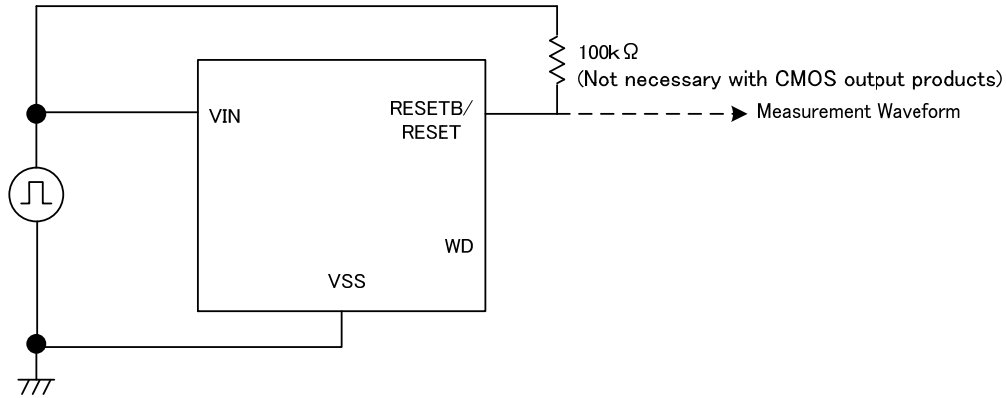 100kΩ
(Not necessary with CMOS output products)
VIN
RESETB/
RESET
Measurement Waveform
WD
VSS